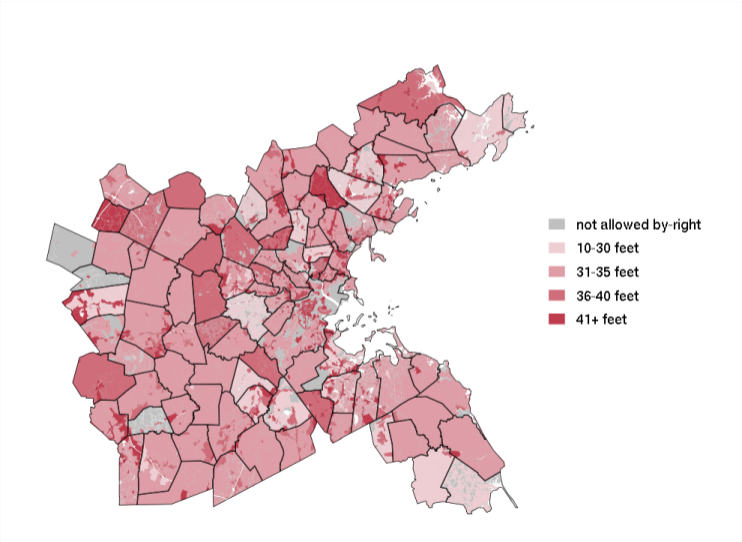 not allowed by-right
10-30 feet
31-35 feet
36-40 feet
41+ feet